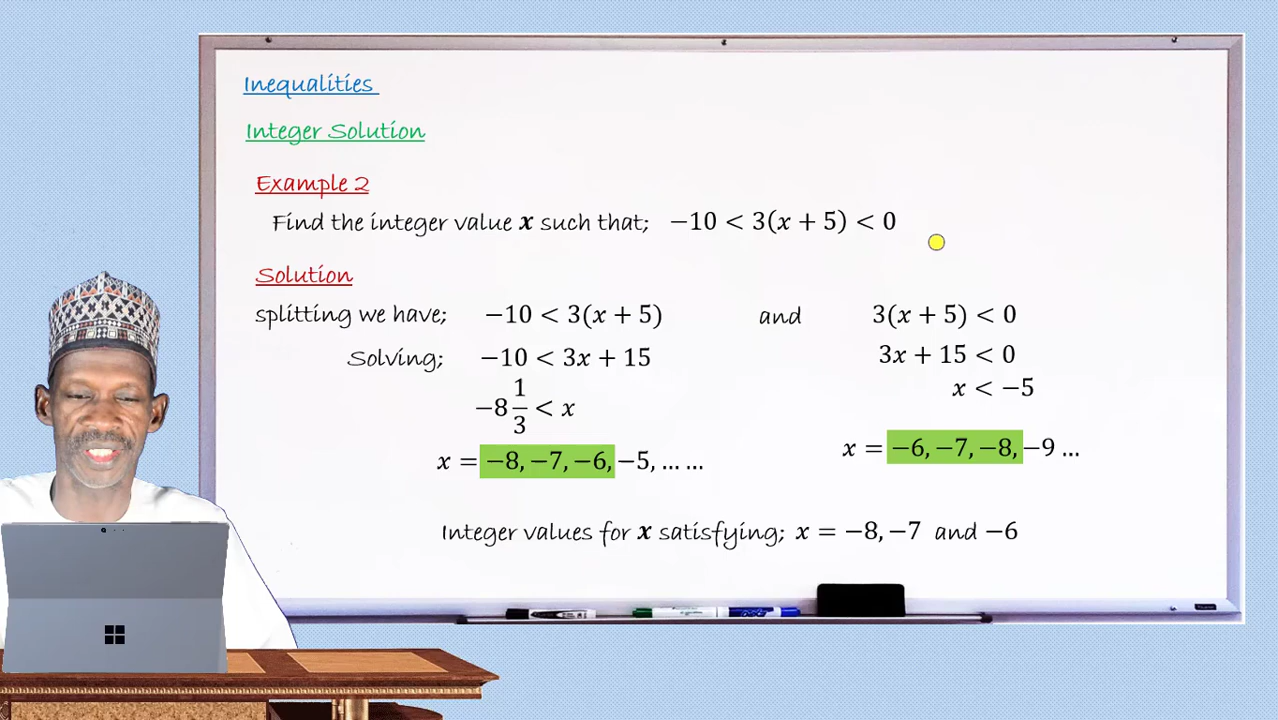 Inequalities
Integer Solution
Example 2
Find the integer value x such that; −10 < 3(x + 5) < 0
Solution
splitting we have; −10 < 3(x + 5) and 3(x + 5) < 0
Solving; −10 < 3x + 15 3x + 15 < 0
−8 1/3 < x x < −5
x = −8, −7, −6, −5, … … x = −6, −7, −8, −9 …
Integer values for x satisfying; x = −8, −7 and −6